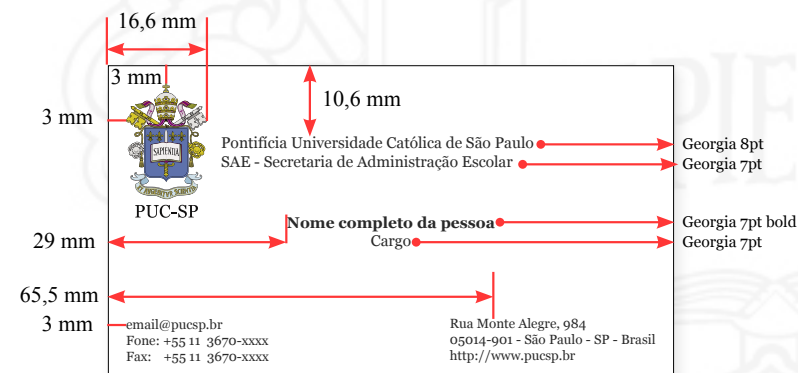 16,6 mm
3 mm
10,6 mm
3 mm
SAPIENTIA
Pontifícia Universidade Católica de São Paulo
Georgia 8pt
SAE - Secretaria de Administração Escolar
Georgia 7pt
PUC-SP
Nome completo da pessoa
Georgia 7pt bold
29 mm
Cargo
Georgia 7pt
65,5 mm
3 mm
email@pucsp.br
Fone: +55 11 3670-xxxx
Fax: +55 11 3670-xxxx
Rua Monte Alegre, 984
05014-901 - São Paulo - SP - Brasil
http://www.pucsp.br